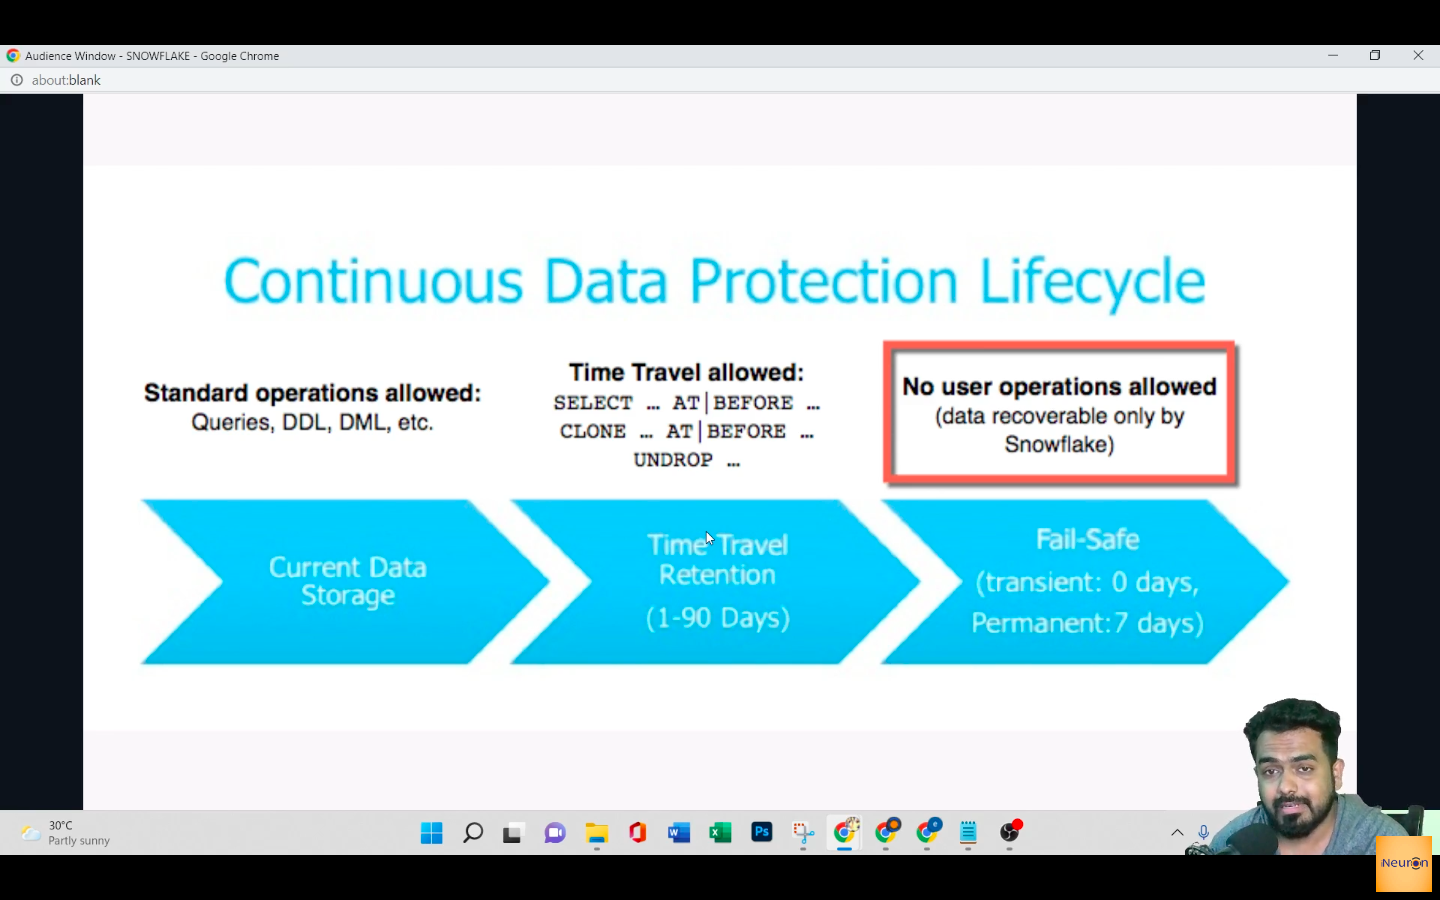 Audience Window - SNOWFLAKE - Google Chrome
about:blank
Continuous Data Protection Lifecycle
Standard operations allowed:
Queries, DDL, DML, etc.
Time Travel allowed:
SELECT … AT|BEFORE …
CLONE … AT|BEFORE …
UNDROP …
No user operations allowed
(data recoverable only by
Snowflake)
Current Data
Storage
Time Travel
Retention
(1-90 Days)
Fail-Safe
(transient: 0 days,
Permanent:7 days)
30°C
Partly sunny
Ps
iNeuron